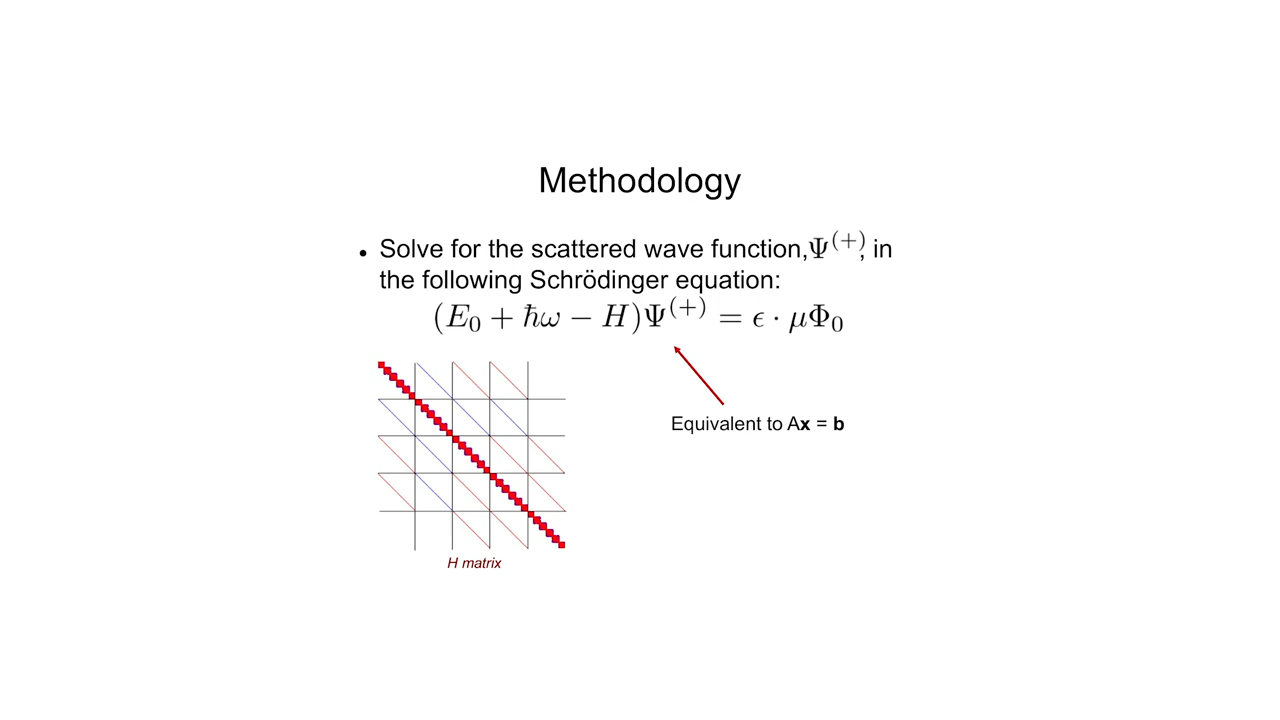 Methodology
• Solve for the scattered wave function,Ψ⁽⁺⁾, in
the following Schrödinger equation:
(E₀ + ħω − H)Ψ⁽⁺⁾ = ϵ · μΦ₀
Equivalent to Ax = b
H matrix